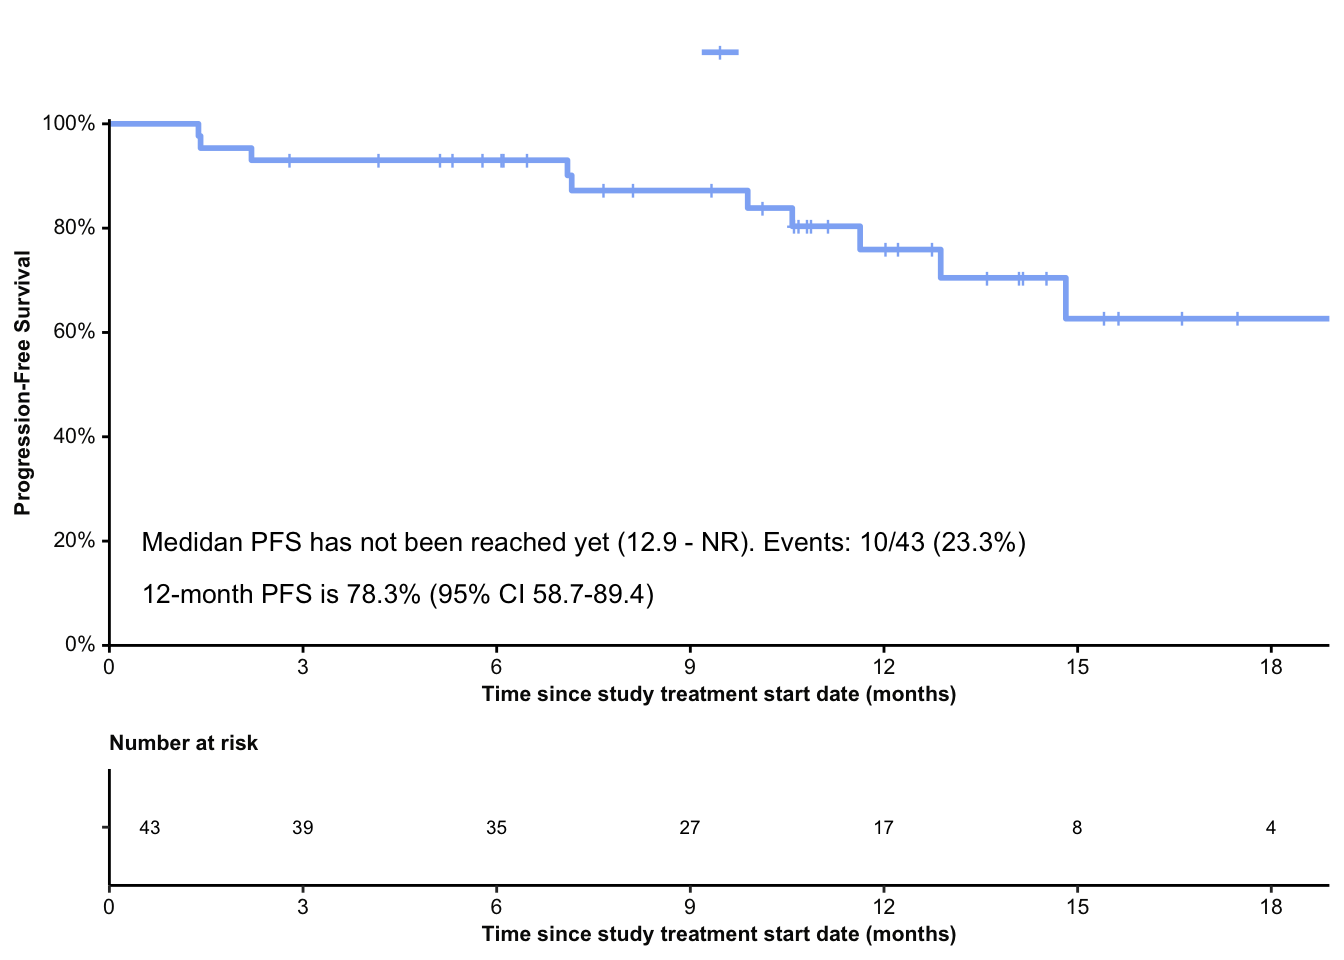 100%
80%
60%
40%
20%
0%
Progression-Free Survival
Medidan PFS has not been reached yet (12.9 - NR). Events: 10/43 (23.3%)
12-month PFS is 78.3% (95% CI 58.7-89.4)
0 3 6 9 12 15 18
Time since study treatment start date (months)
Number at risk
43 39 35 27 17 8 4
0 3 6 9 12 15 18
Time since study treatment start date (months)